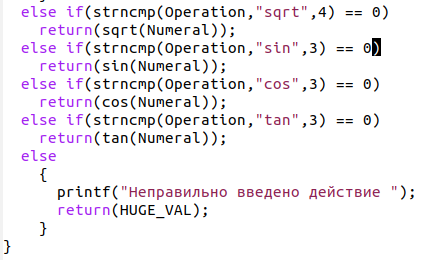 else if(strncmp(Operation,"sqrt",4) == 0)
return(sqrt(Numeral));
else if(strncmp(Operation,"sin",3) == 0)
return(sin(Numeral));
else if(strncmp(Operation,"cos",3) == 0)
return(cos(Numeral));
else if(strncmp(Operation,"tan",3) == 0)
return(tan(Numeral));
else
{
printf("Неправильно введено действие ");
return(HUGE_VAL);
}
}